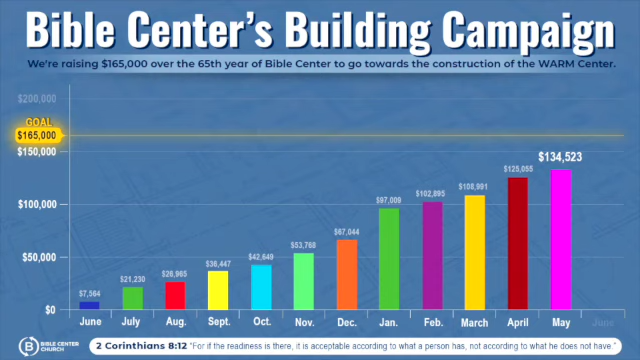 Bible Center's Building Campaign
We're raising $165,000 over the 65th year of Bible Center to go towards the construction of the WARM Center.
$200,000
GOAL
$165,000
$150,000
$100,000
$50,000
$0
$7,564
$21,230
$26,965
$36,447
$42,649
$53,760
$67,044
$97,009
$102,895
$108,991
$125,055
$134,523
June
July
Aug.
Sept.
Oct.
Nov.
Dec.
Jan.
Feb.
March
April
May
June
BIBLE CENTER
CHURCH
2 Corinthians 8:12 "For if the readiness is there, it is acceptable according to what a person has, not according to what he does not have."